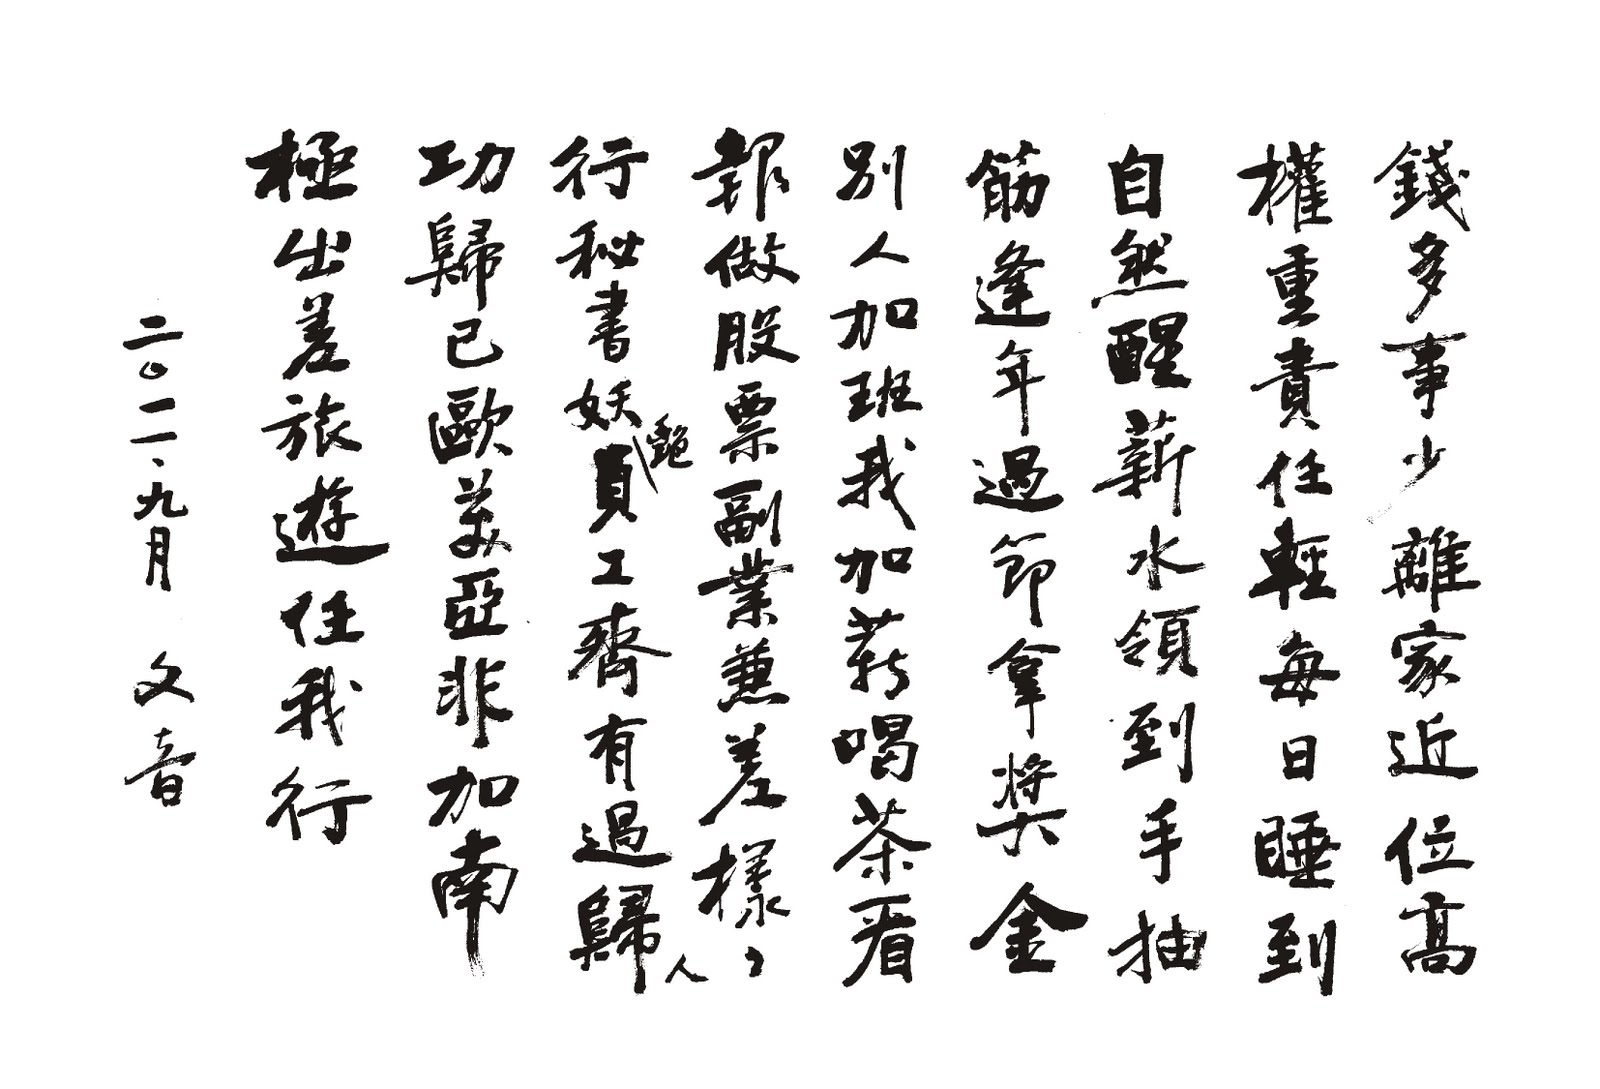 錢多事少離家近位高
權重責任輕每日睡到
自然醒薪水領到手抽
筋逢年過節拿獎金
別人加班我加薪喝茶看
報做股票副業兼差樣々
行秘書妖艷員工齊有過歸人
功歸己歐美亞非加南
極出差旅遊任我行
二〇一一、九月 文音